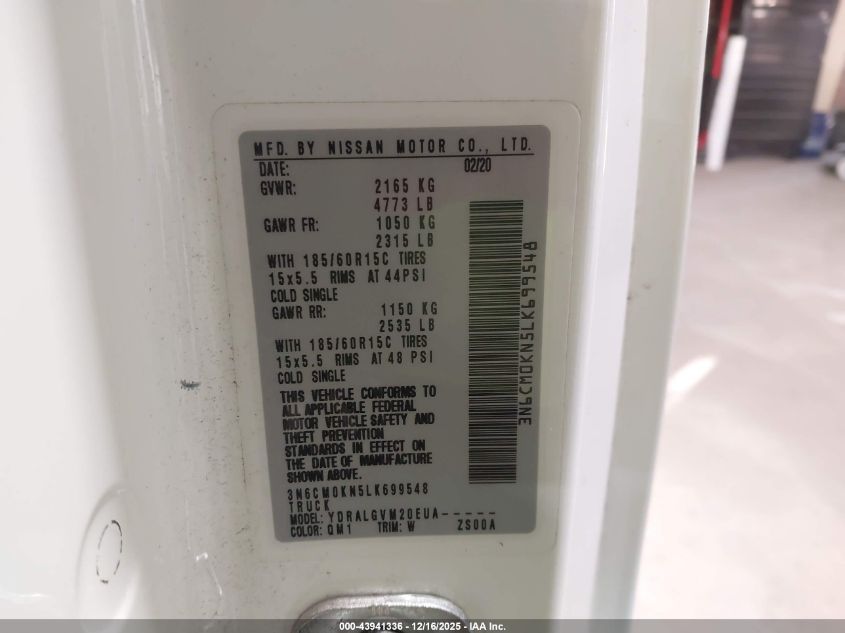 MFD. BY NISSAN MOTOR CO., LTD.
DATE: 02/20
GVWR: 2165 KG
4773 LB
GAWR FR: 1050 KG
2315 LB
WITH 185/60R15C TIRES
15x5.5 RIMS AT 44PSI
COLD SINGLE
GAWR RR: 1150 KG
2535 LB
WITH 185/60R15C TIRES
15x5.5 RIMS AT 48 PSI
COLD SINGLE
THIS VEHICLE CONFORMS TO
ALL APPLICABLE FEDERAL
MOTOR VEHICLE SAFETY AND
THEFT PREVENTION
STANDARDS IN EFFECT ON
THE DATE OF MANUFACTURE
SHOWN ABOVE.
3N6CM0KN5LK699548
TRUCK
MODEL: YDRALGVM20EUA-----
COLOR: QM1 TRIM: W ZS00A
3N6CM0KN5LK699548
000-43941336 - 12/16/2025 - IAA Inc.